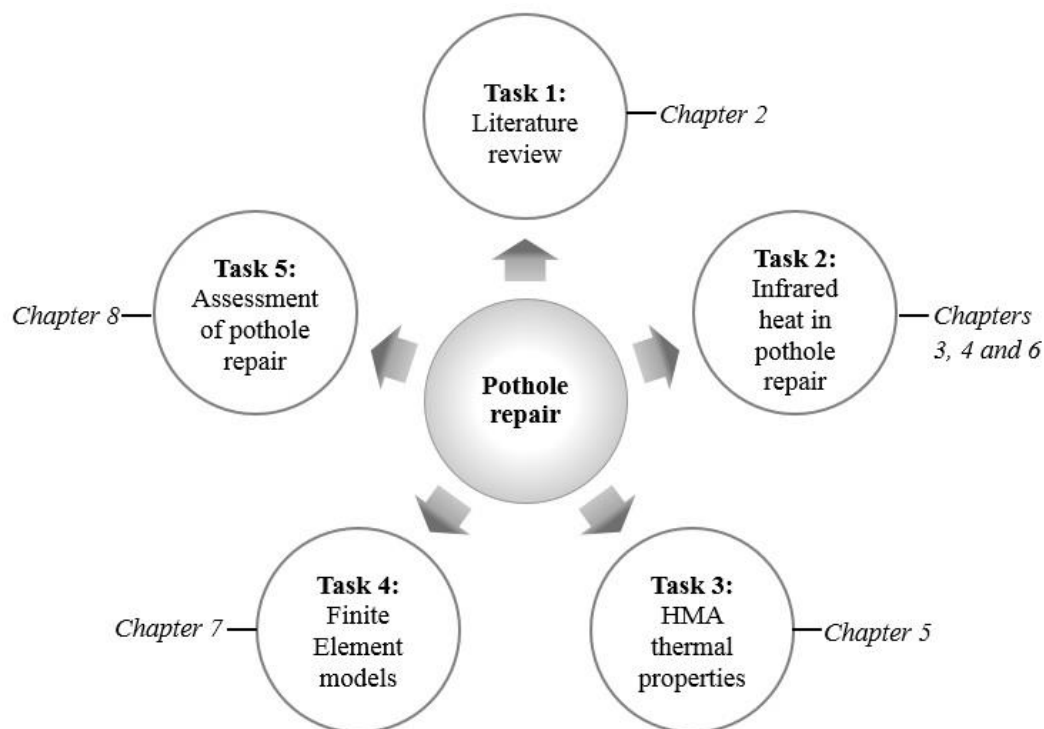 Task 1:
Literature
review
Chapter 2
Task 2:
Infrared
heat in
pothole
repair
Chapters
3, 4 and 6
Task 3:
HMA
thermal
properties
Chapter 5
Task 4:
Finite
Element
models
Chapter 7
Task 5:
Assessment
of pothole
repair
Chapter 8
Pothole
repair